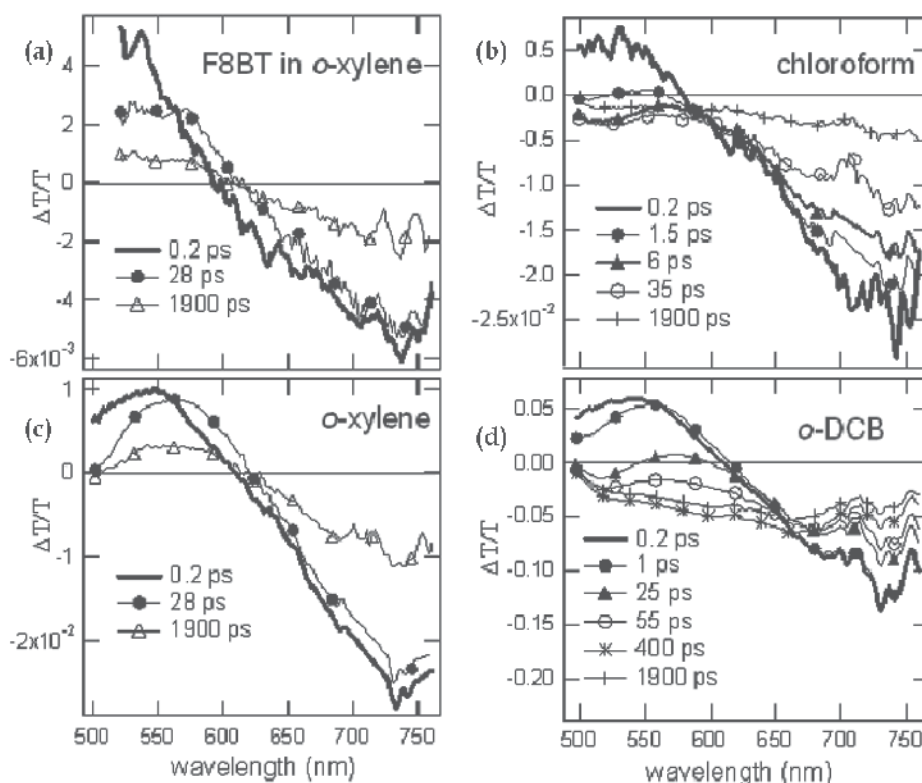 (a)
F8BT in o-xylene
ΔT/T
4
2
0
-2
-4
-6x10⁻³
0.2 ps
28 ps
1900 ps
(b)
chloroform
ΔT/T
0.5
0.0
-0.5
-1.0
-1.5
-2.0
-2.5x10⁻²
0.2 ps
1.5 ps
6 ps
35 ps
1900 ps
(c)
o-xylene
ΔT/T
1
0
-1
-2x10⁻²
0.2 ps
28 ps
1900 ps
500 550 600 650 700 750
wavelength (nm)
(d)
o-DCB
ΔT/T
0.05
0.00
-0.05
-0.10
-0.15
-0.20
0.2 ps
1 ps
25 ps
55 ps
400 ps
1900 ps
500 550 600 650 700 750
wavelength (nm)